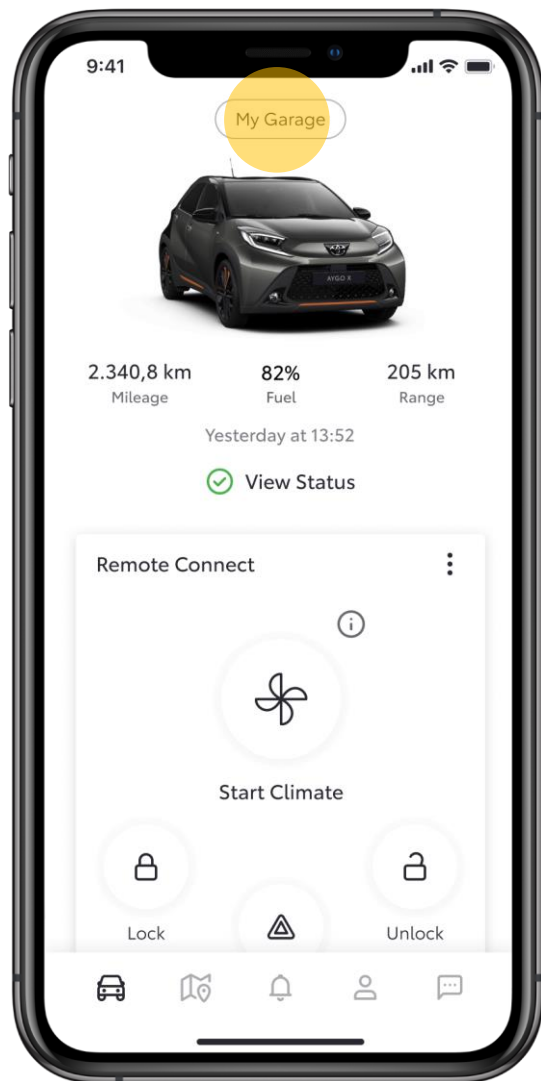 9:41
My Garage
AYGO X
2.340,8 km 82% 205 km
Mileage Fuel Range
Yesterday at 13:52
View Status
Remote Connect
Start Climate
Lock Unlock